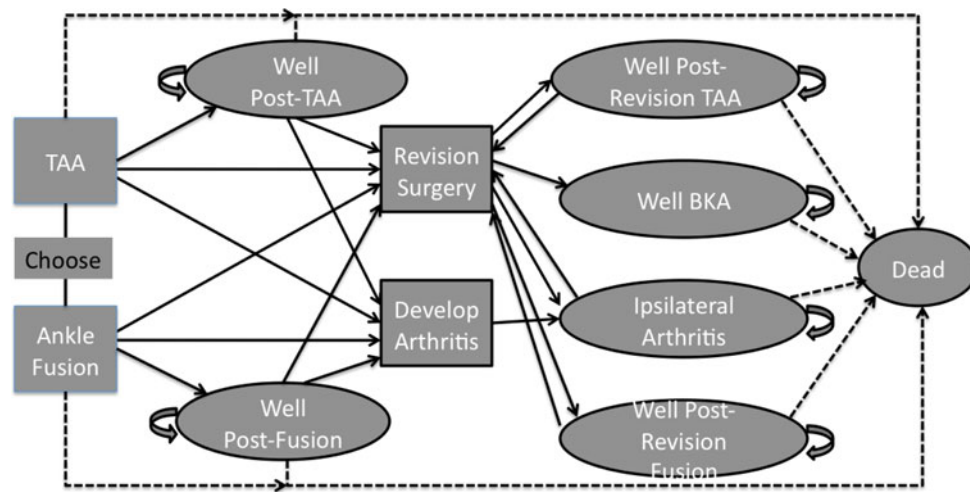 Well
Post-TAA
Well Post-
Revision TAA
TAA
Revision
Surgery
Well BKA
Choose
Dead
Ankle
Fusion
Develop
Arthritis
Ipsilateral
Arthritis
Well
Post-Fusion
Well Post-
Revision
Fusion